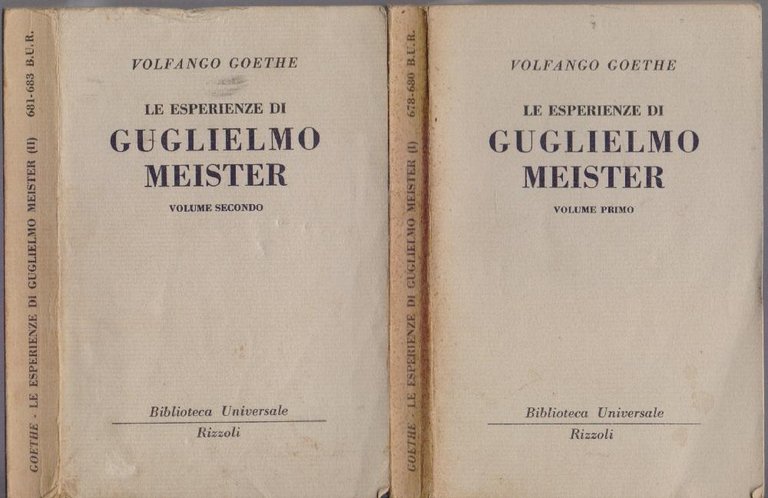 GOETHE - LE ESPERIENZE DI GUGLIELMO MEISTER (II) 681-683 B.U.R.
VOLFANGO GOETHE
LE ESPERIENZE DI
GUGLIELMO
MEISTER
VOLUME SECONDO
Biblioteca Universale
Rizzoli
GOETHE - LE ESPERIENZE DI GUGLIELMO MEISTER (I) 678-680 B.U.R.
VOLFANGO GOETHE
LE ESPERIENZE DI
GUGLIELMO
MEISTER
VOLUME PRIMO
Biblioteca Universale
Rizzoli